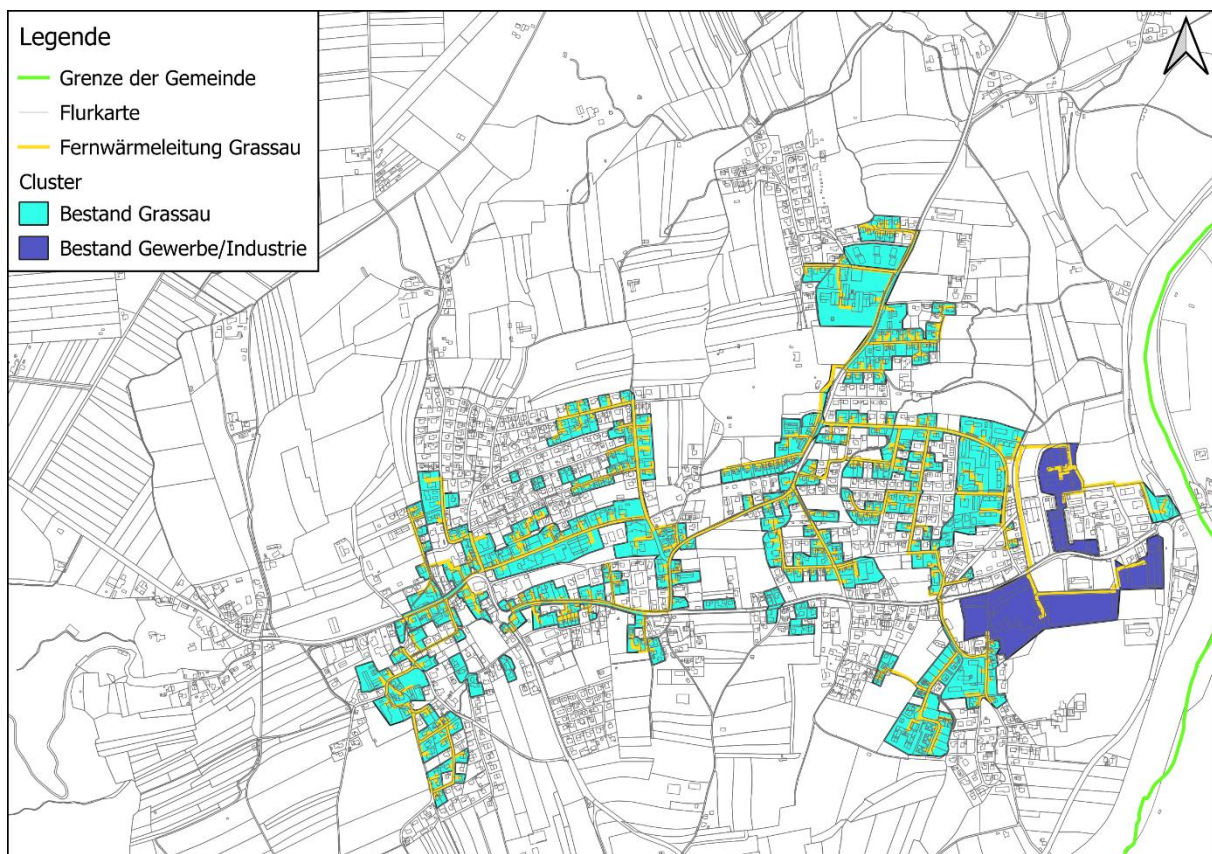 Legende
Grenze der Gemeinde
Flurkarte
Fernwärmeleitung Grassau
Cluster
Bestand Grassau
Bestand Gewerbe/Industrie